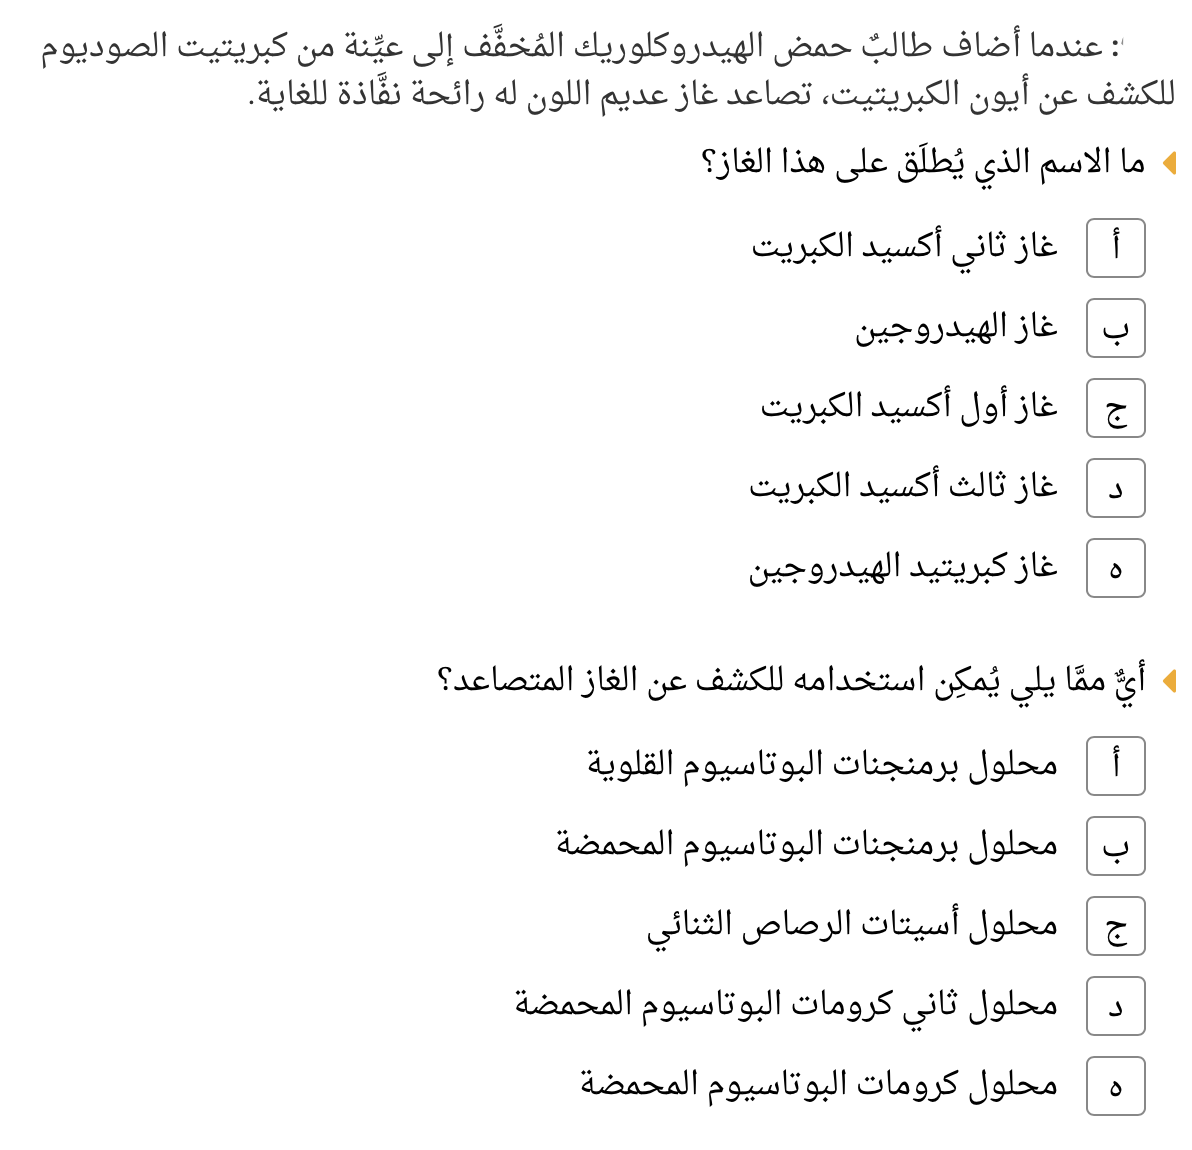 : عندما أضاف طالبٌ حمض الهيدروكلوريك المُخفَّف إلى عيِّنة من كبريتيت الصوديوم
للكشف عن أيون الكبريتيت، تصاعد غاز عديم اللون له رائحة نفَّاذة للغاية.
ما الاسم الذي يُطلَق على هذا الغاز؟
أ غاز ثاني أكسيد الكبريت
ب غاز الهيدروجين
ج غاز أول أكسيد الكبريت
د غاز ثالث أكسيد الكبريت
ه غاز كبريتيد الهيدروجين
أيٌّ ممَّا يلي يُمكِن استخدامه للكشف عن الغاز المتصاعد؟
أ محلول برمنجنات البوتاسيوم القلوية
ب محلول برمنجنات البوتاسيوم المحمضة
ج محلول أسيتات الرصاص الثنائي
د محلول ثاني كرومات البوتاسيوم المحمضة
ه محلول كرومات البوتاسيوم المحمضة